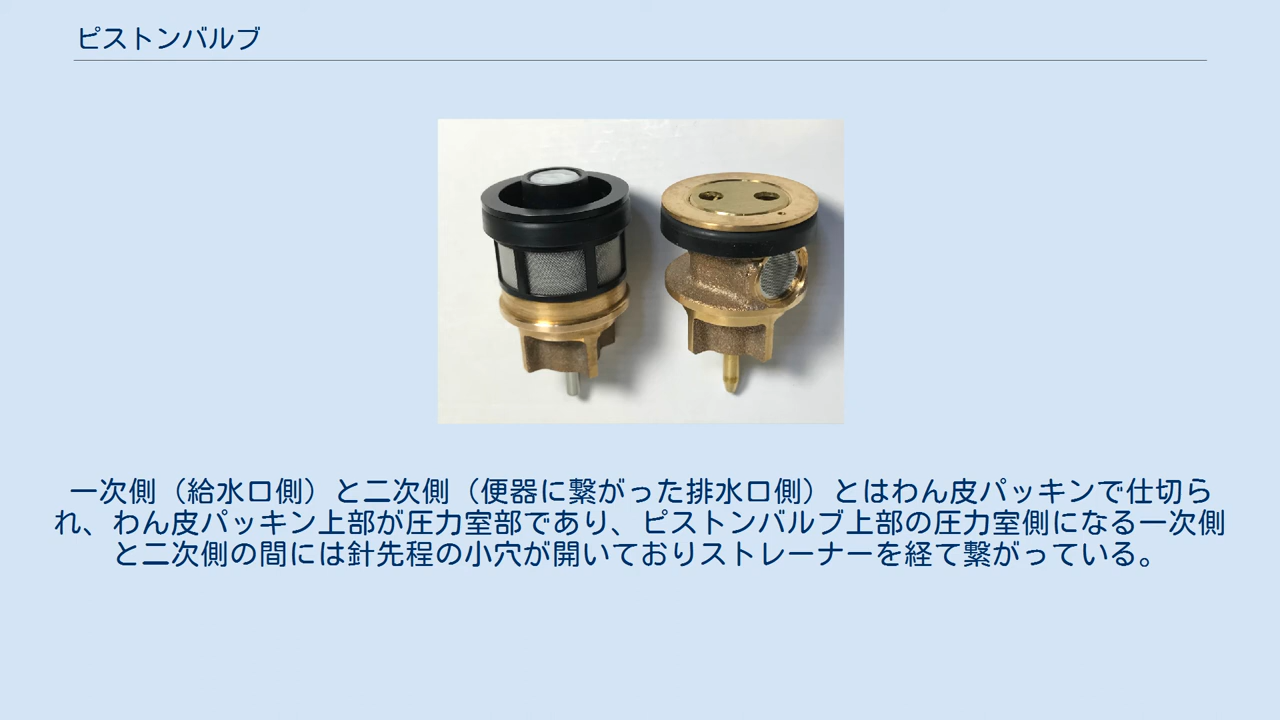 ピストンバルブ
一次側（給水口側）と二次側（便器に繋がった排水口側）とはわん皮パッキンで仕切ら
れ、わん皮パッキン上部が圧力室部であり、ピストンバルブ上部の圧力室側になる一次側
と二次側の間には針先程の小穴が開いておりストレーナーを経て繋がっている。